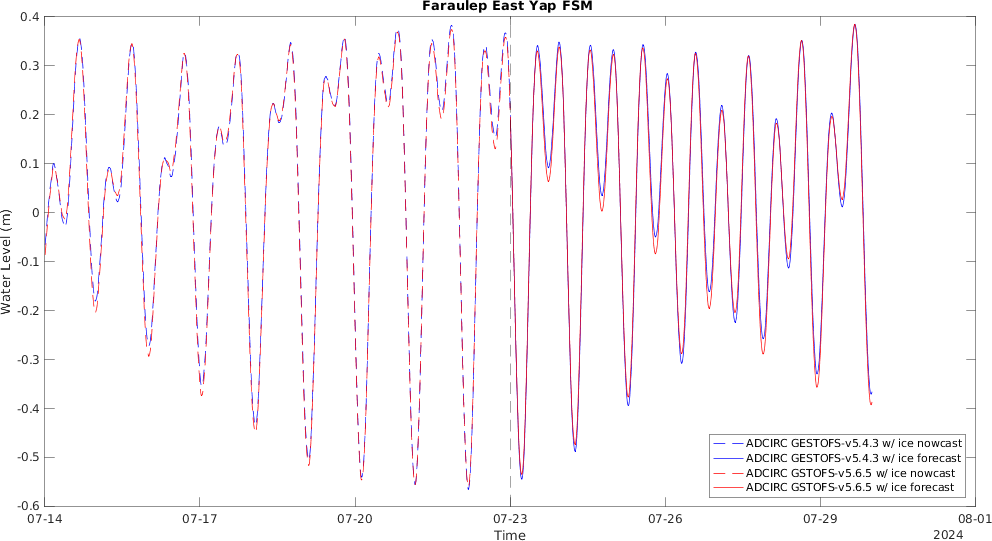 Faraulep East Yap FSM
0.4
0.3
0.2
0.1
0
-0.1
-0.2
-0.3
-0.4
-0.5
-0.6
Water Level (m)
ADCIRC GESTOFS-v5.4.3 w/ ice nowcast
ADCIRC GESTOFS-v5.4.3 w/ ice forecast
ADCIRC GSTOFS-v5.6.5 w/ ice nowcast
ADCIRC GSTOFS-v5.6.5 w/ ice forecast
07-14 07-17 07-20 07-23 07-26 07-29 08-01
Time
2024